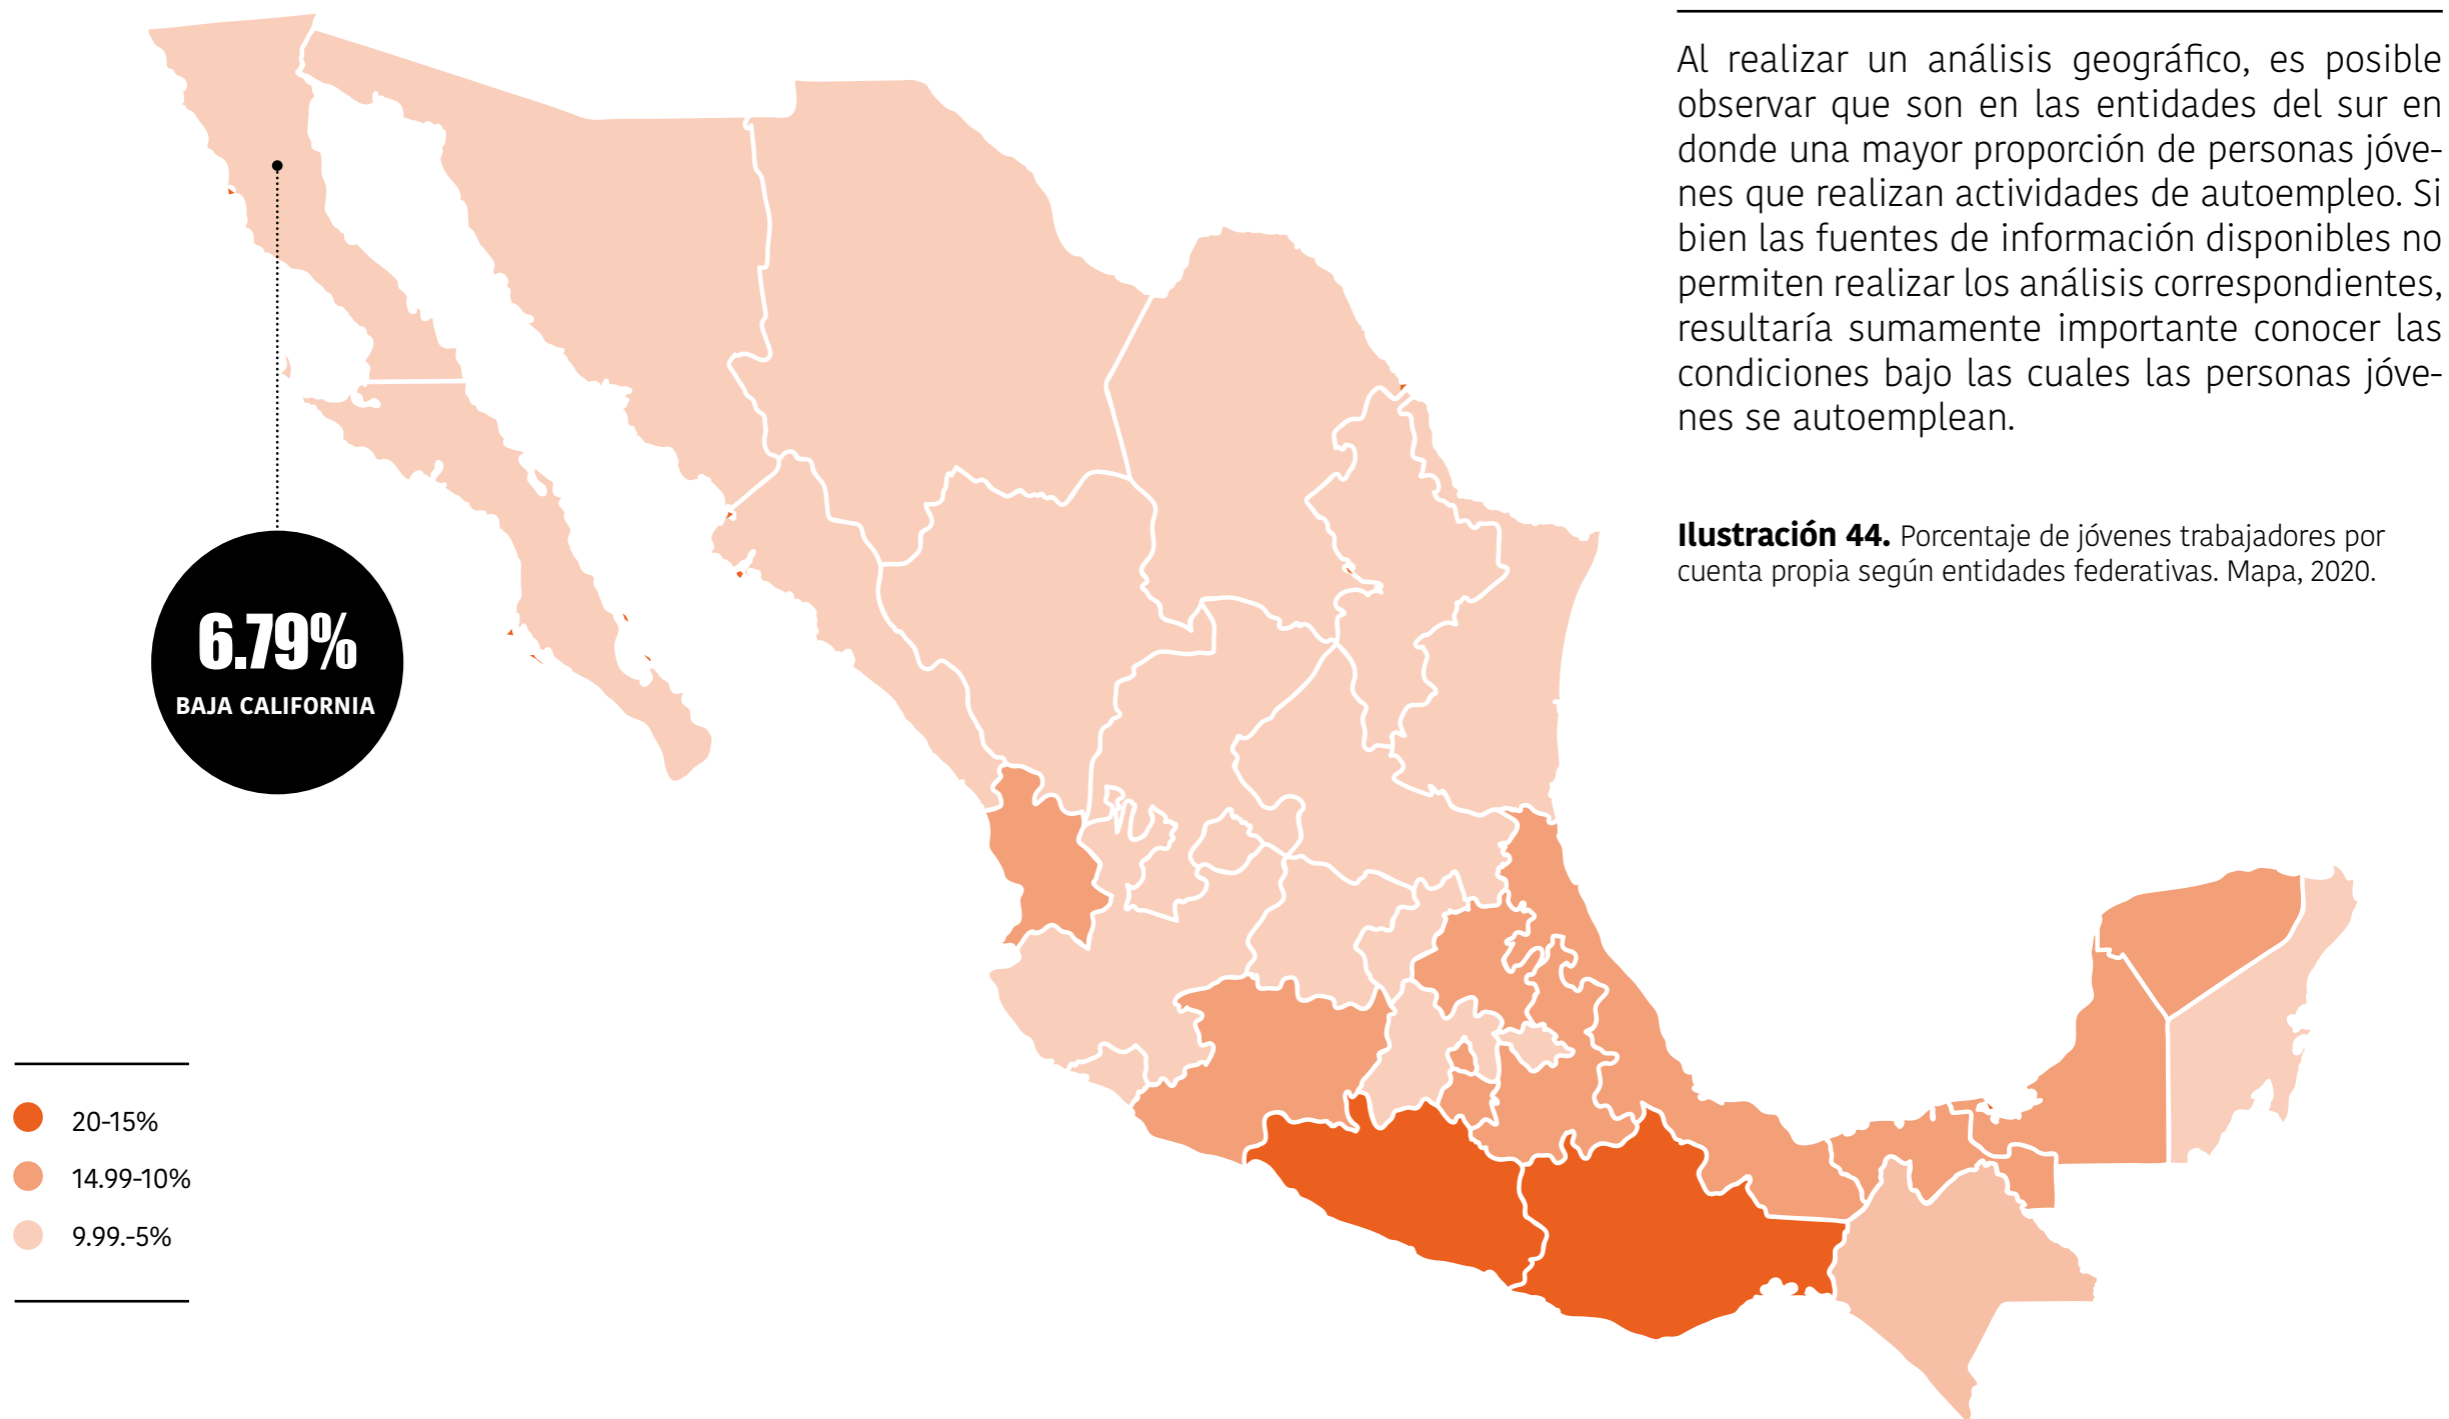 Al realizar un análisis geográfico, es posible
observar que son en las entidades del sur en
donde una mayor proporción de personas jóve-
nes que realizan actividades de autoempleo. Si
bien las fuentes de información disponibles no
permiten realizar los análisis correspondientes,
resultaría sumamente importante conocer las
condiciones bajo las cuales las personas jóve-
nes se autoemplean.
Ilustración 44. Porcentaje de jóvenes trabajadores por
cuenta propia según entidades federativas. Mapa, 2020.
6.79%
BAJA CALIFORNIA
20-15%
14.99-10%
9.99.-5%